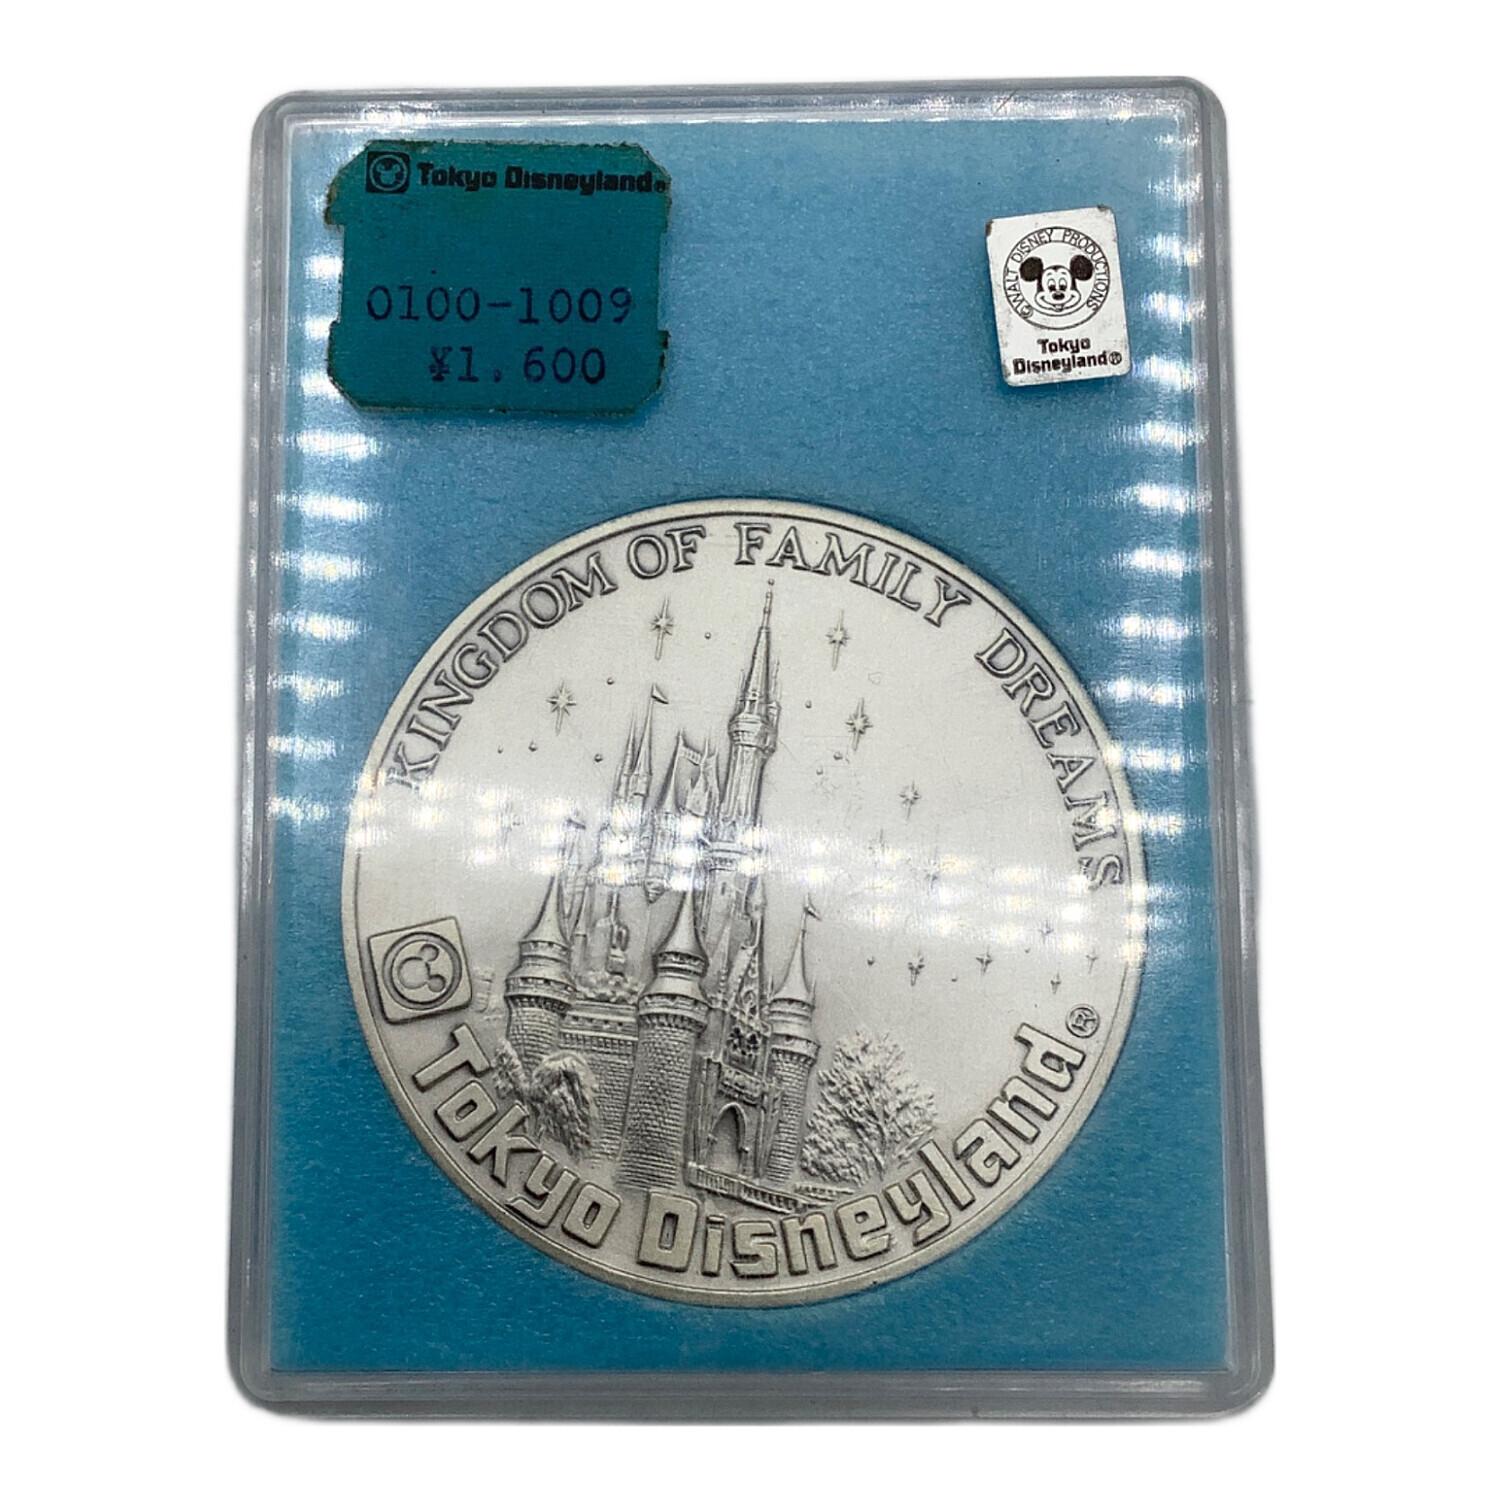 Tokyo Disneyland®
0100-1009
¥1,600
©WALT DISNEY PRODUCTIONS
Tokyo
Disneyland®
KINGDOM OF FAMILY DREAMS
Tokyo Disneyland®